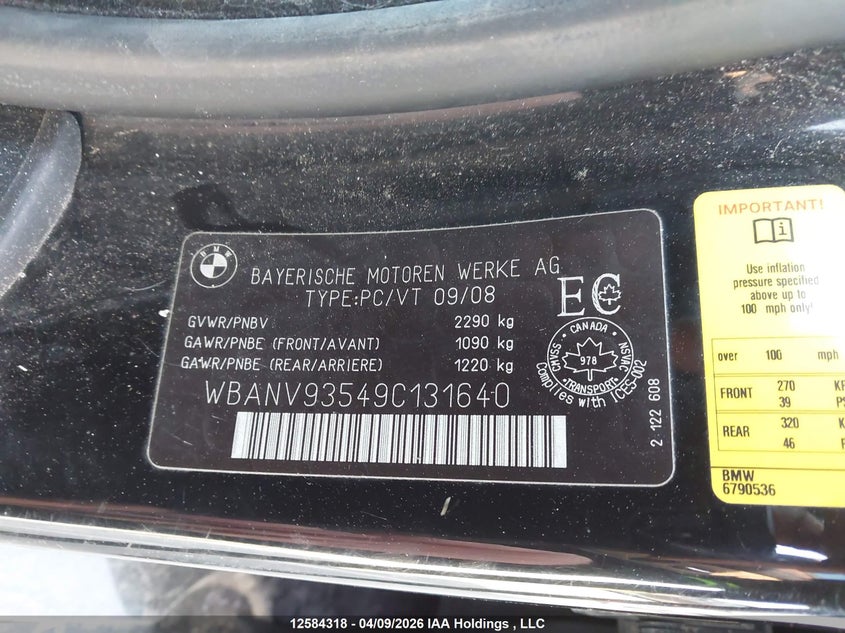 BMW
BAYERISCHE MOTOREN WERKE AG
TYPE:PC/VT 09/08
GVWR/PNBV 2290 kg
GAWR/PNBE (FRONT/AVANT) 1090 kg
GAWR/PNBE (REAR/ARRIERE) 1220 kg
WBANV93549C131640
EC
CANADA
CMVSS
NSVAC
978
TRANSPORT
Complies with ICES-002
2 122 608
IMPORTANT!
i
Use inflation
pressure specified
above up to
100 mph only!
over 100 mph
FRONT 270
39
REAR 320
46
BMW
6790536
12584318 - 04/09/2026 IAA Holdings , LLC